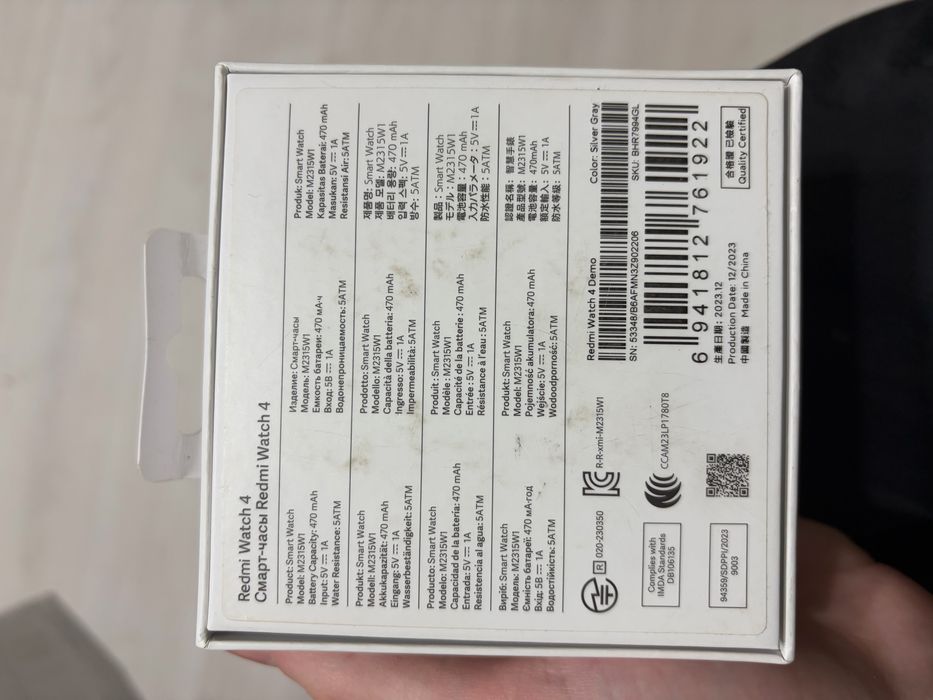 Redmi Watch 4
Смарт-часы Redmi Watch 4
Product: Smart Watch
Model: M2315W1
Battery Capacity: 470 mAh
Input: 5V ⎓ 1A
Water Resistance: 5ATM
Изделие: Смарт-часы
Модель: M2315W1
Емкость батареи: 470 мА·ч
Вход: 5В ⎓ 1A
Водонепроницаемость: 5ATM
Produk: Smart Watch
Model: M2315W1
Kapasitas Baterai: 470 mAh
Masukan: 5V ⎓ 1A
Resistansi Air: 5ATM
Produkt: Smart Watch
Modell: M2315W1
Akkukapazität: 470 mAh
Eingang: 5V ⎓ 1A
Wasserbeständigkeit: 5ATM
Prodotto: Smart Watch
Modello: M2315W1
Capacità della batteria: 470 mAh
Ingresso: 5V ⎓ 1A
Impermeabilità: 5ATM
제품명: Smart Watch
제품 모델: M2315W1
배터리 용량: 470 mAh
입력 스펙: 5V ⎓ 1A
방수: 5ATM
Producto: Smart Watch
Modelo: M2315W1
Capacidad de la batería: 470 mAh
Entrada: 5V ⎓ 1A
Resistencia al agua: 5ATM
Produit : Smart Watch
Modèle : M2315W1
Capacité de la batterie : 470 mAh
Entrée : 5V ⎓ 1A
Résistance à l'eau : 5ATM
製品：Smart Watch
モデル：M2315W1
電池容量：470 mAh
入力パラメータ：5V ⎓ 1A
防水性能：5ATM
Виріб: Smart Watch
Модель: M2315W1
Ємність батареї: 470 мА·год
Вхід: 5В ⎓ 1A
Водостійкість: 5ATM
Produkt: Smart Watch
Model: M2315W1
Pojemność akumulatora: 470 mAh
Wejście: 5V ⎓ 1A
Wodoodporność: 5ATM
認證名稱：智慧手錶
產品型號：M2315W1
電池容量：470mAh
額定輸入：5V ⎓ 1A
防水等級：5ATM
R 020-230350
R-R-xmi-M2315W1
Complies with
IMDA Standards
DB106135
CCAM23LP1780T8
94359/SDPPI/2023
9003
Redmi Watch 4 Demo
Color: Silver Gray
SN: 53348/B6AFMN3Z902206
SKU: BHR7994GL
6 941812 761922
生產日期：2023.12
Production Date: 12/2023
中國製造 Made in China
合格證 已檢驗
Quality Certified